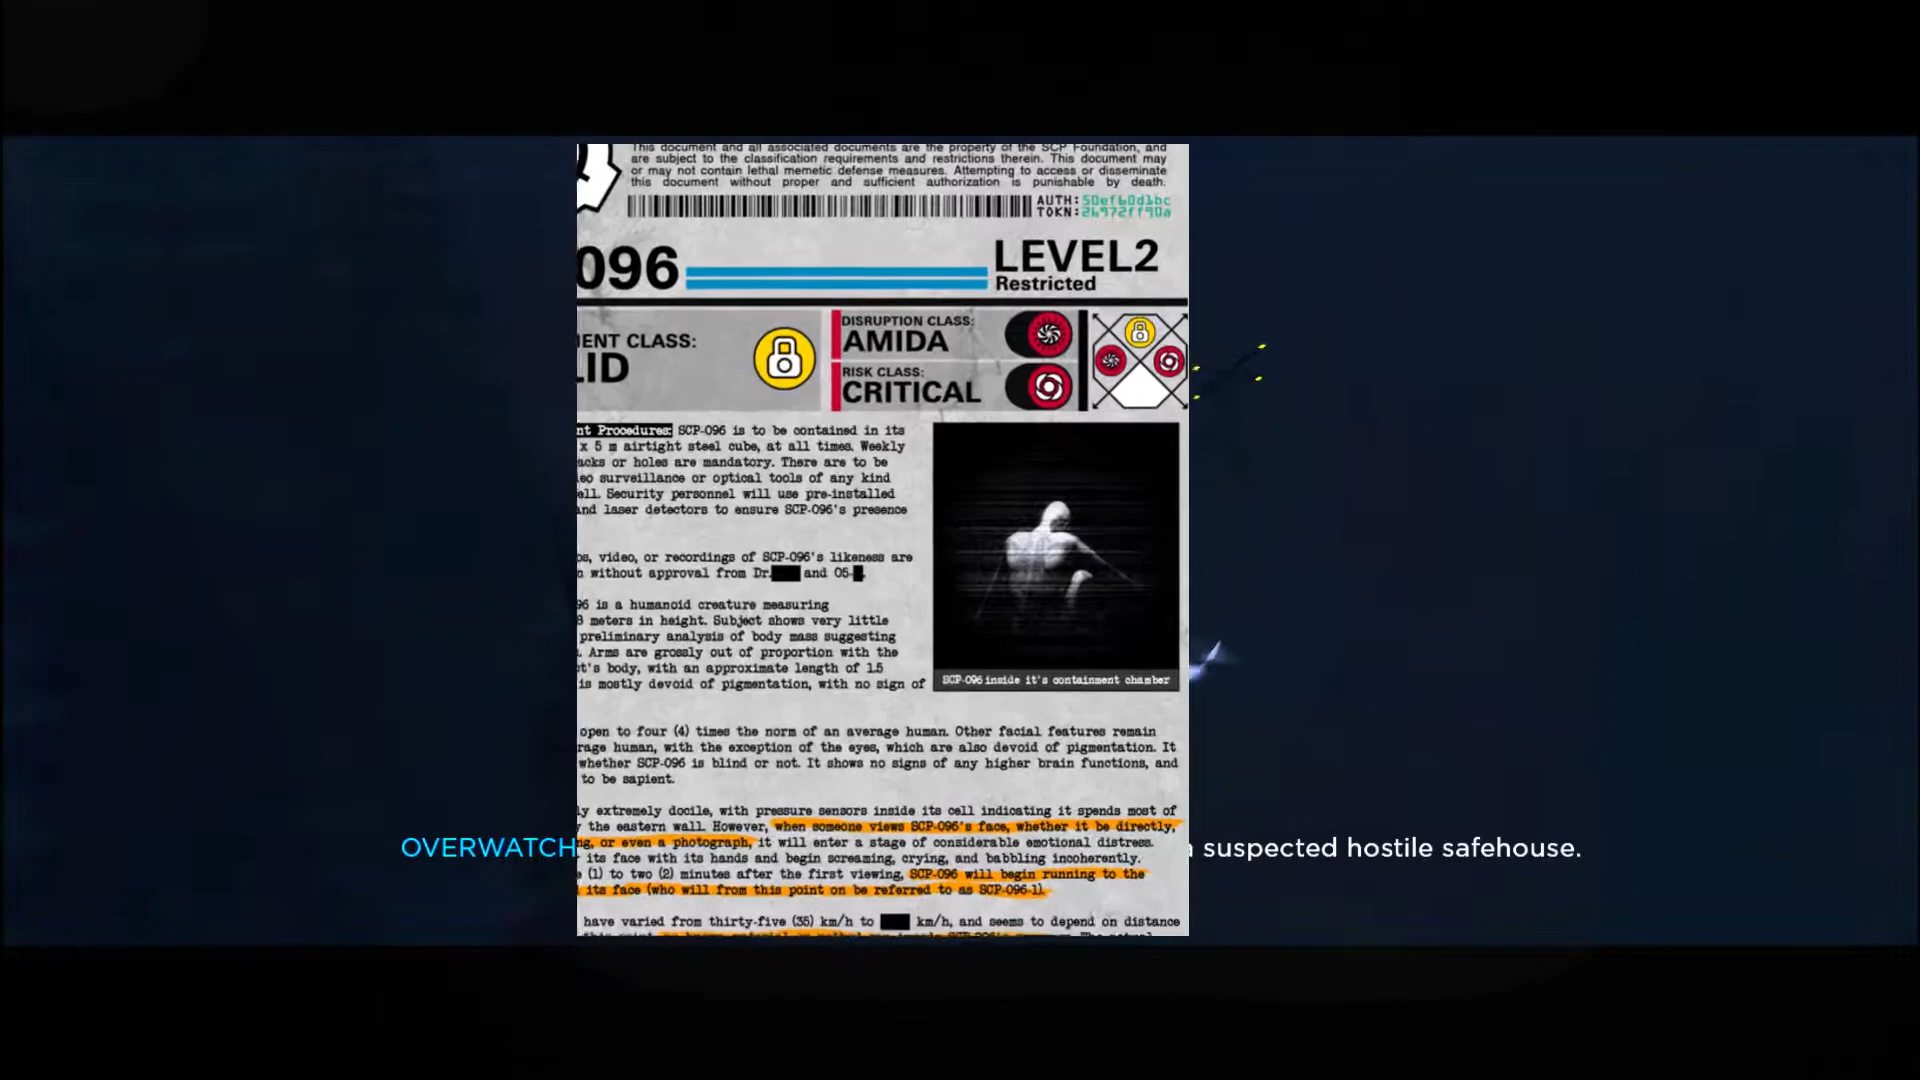 This document and all associated documents are the property of the SCP Foundation, and
are subject to the classification requirements and restrictions therein. This document may
or may not contain lethal memetic defense measures. Attempting to access or disseminate
this document without proper and sufficient authorization is punishable by death.
AUTH:50ef60d1bc
TOKN:26972ff90a
096
LEVEL2
Restricted
MENT CLASS:
LID
DISRUPTION CLASS:
AMIDA
RISK CLASS:
CRITICAL
nt Procedures: SCP-096 is to be contained in its
x 5 m airtight steel cube, at all times. Weekly
acks or holes are mandatory. There are to be
eo surveillance or optical tools of any kind
ell. Security personnel will use pre-installed
and laser detectors to ensure SCP-096's presence
os, video, or recordings of SCP-096's likeness are
n without approval from Dr. and O5-.
96 is a humanoid creature measuring
8 meters in height. Subject shows very little
preliminary analysis of body mass suggesting
. Arms are grossly out of proportion with the
t's body, with an approximate length of 1.5
is mostly devoid of pigmentation, with no sign of
SCP-096 inside it's containment chamber
open to four (4) times the norm of an average human. Other facial features remain
rage human, with the exception of the eyes, which are also devoid of pigmentation. It
whether SCP-096 is blind or not. It shows no signs of any higher brain functions, and
to be sapient.
ly extremely docile, with pressure sensors inside its cell indicating it spends most of
y the eastern wall. However, when someone views SCP-096's face, whether it be directly,
ng, or even a photograph, it will enter a stage of considerable emotional distress.
its face with its hands and begin screaming, crying, and babbling incoherently.
e (1) to two (2) minutes after the first viewing, SCP-096 will begin running to the
its face (who will from this point on be referred to as SCP-096-1).
have varied from thirty-five (35) km/h to km/h, and seems to depend on distance
OVERWATCH
a suspected hostile safehouse.